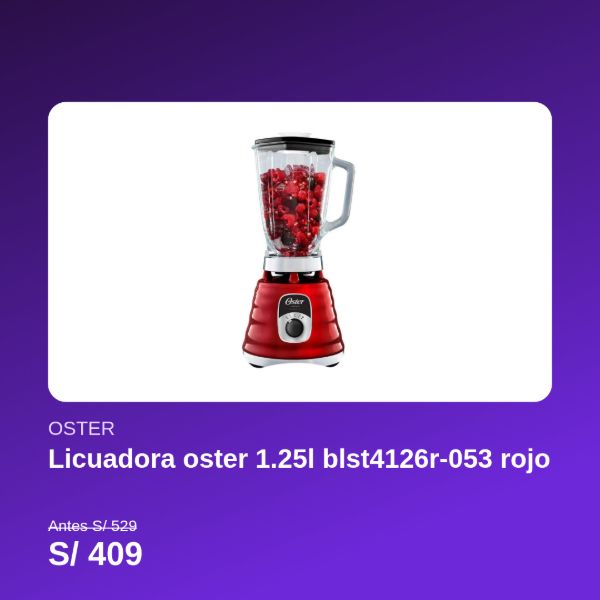 Oster
OSTER
Licuadora oster 1.25l blst4126r-053 rojo
Antes S/ 529
S/ 409